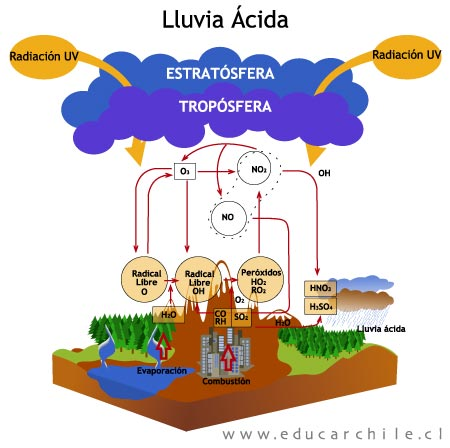 Lluvia Ácida
Radiación UV
Radiación UV
ESTRATÓSFERA
TROPÓSFERA
O₃
NO₂
OH
NO
Radical
Libre
O
Radical
Libre
OH
Peróxidos
HO₂
RO₂
HNO₃
H₂SO₄
O₂
H₂O
CO
RH
SO₂
H₂O
Lluvia ácida
Evaporación
Combustión
www.educarchile.cl